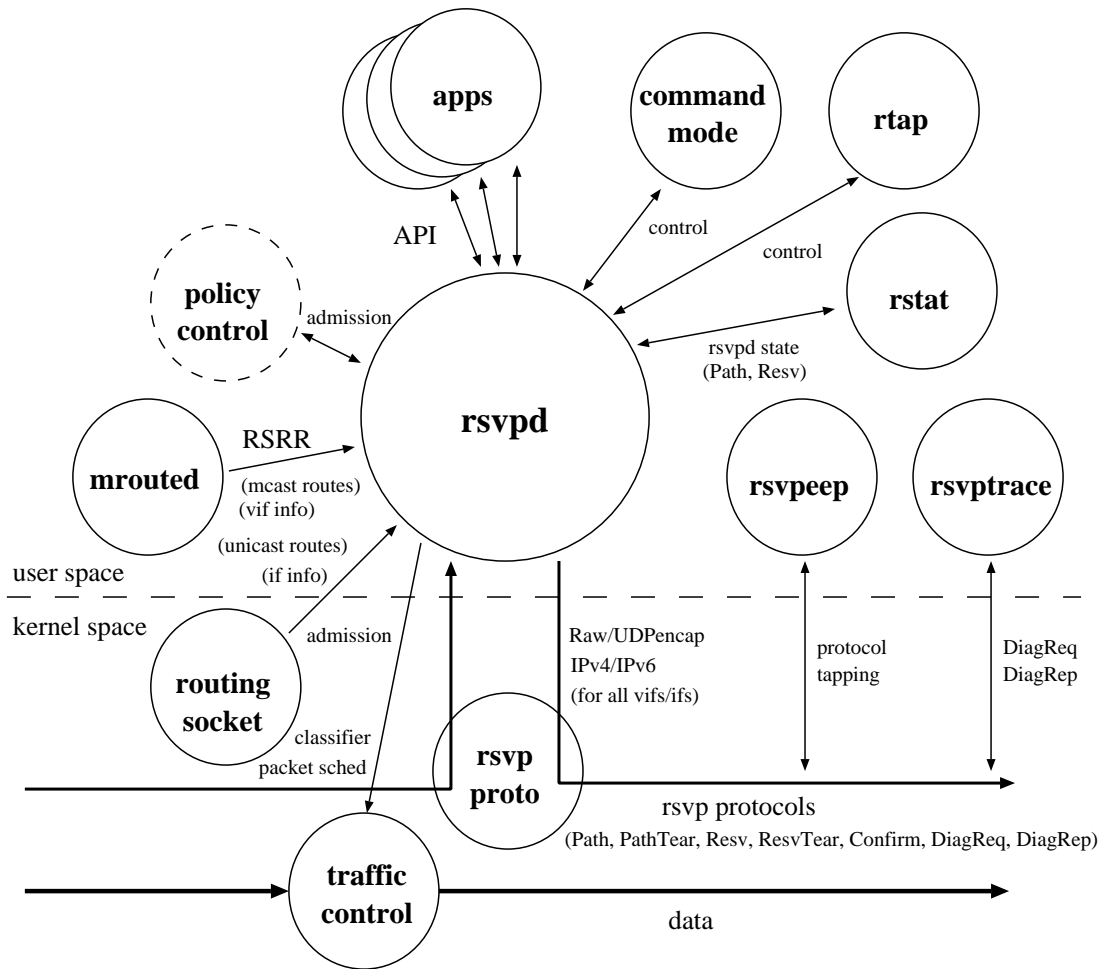 apps
command
mode
rtap
API
control
control
policy
control
admission
rstat
rsvpd state
(Path, Resv)
rsvpd
RSRR
mrouted
(mcast routes)
(vif info)
rsvpeep
rsvptrace
(unicast routes)
(if info)
user space
kernel space
admission
Raw/UDPencap
IPv4/IPv6
(for all vifs/ifs)
protocol
tapping
DiagReq
DiagRep
routing
socket
classifier
packet sched
rsvp
proto
rsvp protocols
(Path, PathTear, Resv, ResvTear, Confirm, DiagReq, DiagRep)
traffic
control
data